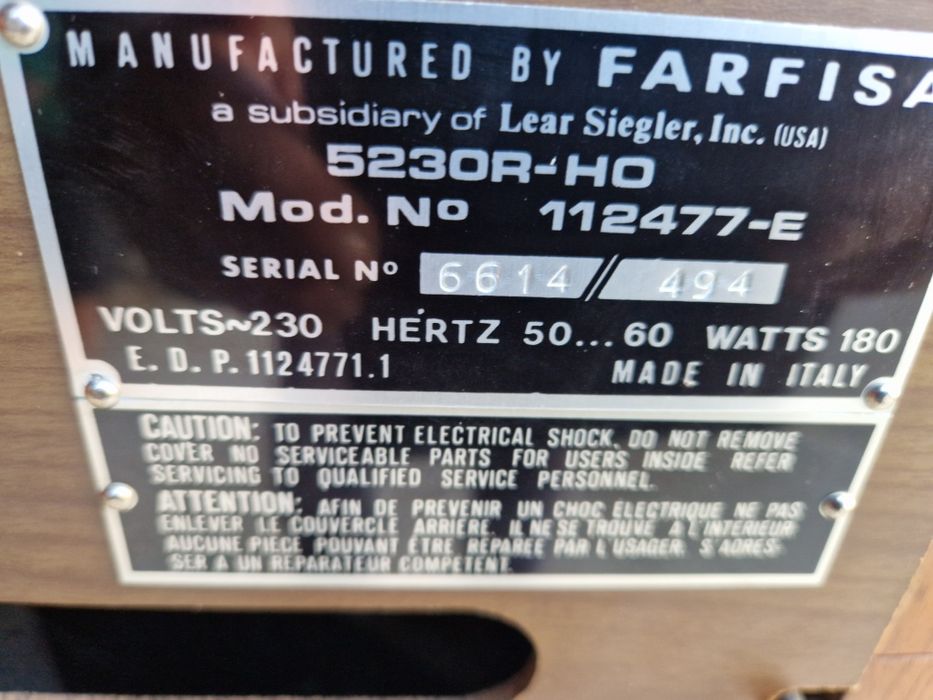 MANUFACTURED BY FARFISA
a subsidiary of Lear Siegler, Inc. (USA)
5230R-HO
Mod. Nº 112477-E
SERIAL Nº 6614/494
VOLTS~230 HERTZ 50...60 WATTS 180
E. D. P. 1124771.1 MADE IN ITALY
CAUTION: TO PREVENT ELECTRICAL SHOCK, DO NOT REMOVE
COVER NO SERVICEABLE PARTS FOR USERS INSIDE REFER
SERVICING TO QUALIFIED SERVICE PERSONNEL.
ATTENTION: AFIN DE PREVENIR UN CHOC ELECTRIQUE NE PAS
ENLEVER LE COUVERCLE ARRIERE. IL NE SE TROUVE A L'INTERIEUR
AUCUNE PIECE POUVANT ETRE REPAREE PAR L'USAGER. S'ADRES-
SER A UN REPARATEUR COMPETENT.